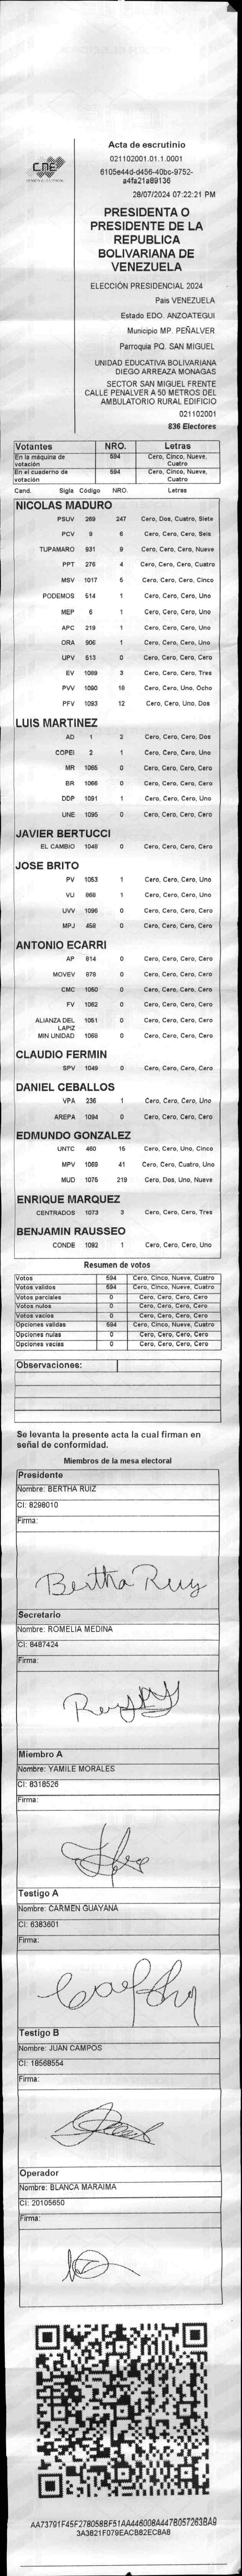 Acta de escrutinio
021102001.01.1.0001
6105e44d-d456-40bc-9752-
a4fa21a89136
28/07/2024 07:22:21 PM
CNE
PRESIDENTA O
PRESIDENTE DE LA
REPUBLICA
BOLIVARIANA DE
VENEZUELA
ELECCIÓN PRESIDENCIAL 2024
Pais VENEZUELA
Estado EDO. ANZOATEGUI
Municipio MP. PEÑALVER
Parroquia PQ. SAN MIGUEL
UNIDAD EDUCATIVA BOLIVARIANA
DIEGO ARREAZA MONAGAS
SECTOR SAN MIGUEL FRENTE
CALLE PENALVER A 50 METROS DEL
AMBULATORIO RURAL EDIFICIO
021102001
836 Electores
Votantes NRO. Letras
En la máquina de votación 594 Cero, Cinco, Nueve, Cuatro
En el cuaderno de votación 594 Cero, Cinco, Nueve, Cuatro
Cand. Sigla Código NRO. Letras
NICOLAS MADURO
PSUV 269 247 Cero, Dos, Cuatro, Siete
PCV 9 6 Cero, Cero, Cero, Seis
TUPAMARO 931 9 Cero, Cero, Cero, Nueve
PPT 276 4 Cero, Cero, Cero, Cuatro
MSV 1017 5 Cero, Cero, Cero, Cinco
PODEMOS 514 1 Cero, Cero, Cero, Uno
MEP 6 1 Cero, Cero, Cero, Uno
APC 219 1 Cero, Cero, Cero, Uno
ORA 906 1 Cero, Cero, Cero, Uno
UPV 513 0 Cero, Cero, Cero, Cero
EV 1089 3 Cero, Cero, Cero, Tres
PVV 1090 18 Cero, Cero, Uno, Ocho
PFV 1093 12 Cero, Cero, Uno, Dos
LUIS MARTINEZ
AD 1 2 Cero, Cero, Cero, Dos
COPEI 2 1 Cero, Cero, Cero, Uno
MR 1065 0 Cero, Cero, Cero, Cero
BR 1066 0 Cero, Cero, Cero, Cero
DDP 1091 1 Cero, Cero, Cero, Uno
UNE 1095 0 Cero, Cero, Cero, Cero
JAVIER BERTUCCI
EL CAMBIO 1048 0 Cero, Cero, Cero, Cero
JOSE BRITO
PV 1053 1 Cero, Cero, Cero, Uno
VU 868 1 Cero, Cero, Cero, Uno
UVV 1096 0 Cero, Cero, Cero, Cero
MPJ 458 0 Cero, Cero, Cero, Cero
ANTONIO ECARRI
AP 814 0 Cero, Cero, Cero, Cero
MOVEV 878 0 Cero, Cero, Cero, Cero
CMC 1050 0 Cero, Cero, Cero, Cero
FV 1062 0 Cero, Cero, Cero, Cero
ALIANZA DEL LAPIZ 1051 0 Cero, Cero, Cero, Cero
MIN UNIDAD 1068 0 Cero, Cero, Cero, Cero
CLAUDIO FERMIN
SPV 1049 0 Cero, Cero, Cero, Cero
DANIEL CEBALLOS
VPA 236 1 Cero, Cero, Cero, Uno
AREPA 1094 0 Cero, Cero, Cero, Cero
EDMUNDO GONZALEZ
UNTC 460 15 Cero, Cero, Uno, Cinco
MPV 1069 41 Cero, Cero, Cuatro, Uno
MUD 1075 219 Cero, Dos, Uno, Nueve
ENRIQUE MARQUEZ
CENTRADOS 1073 3 Cero, Cero, Cero, Tres
BENJAMIN RAUSSEO
CONDE 1092 1 Cero, Cero, Cero, Uno
Resumen de votos
Votos 594 Cero, Cinco, Nueve, Cuatro
Votos validos 594 Cero, Cinco, Nueve, Cuatro
Votos parciales 0 Cero, Cero, Cero, Cero
Votos nulos 0 Cero, Cero, Cero, Cero
Votos vacios 0 Cero, Cero, Cero, Cero
Opciones validas 594 Cero, Cinco, Nueve, Cuatro
Opciones nulas 0 Cero, Cero, Cero, Cero
Opciones vacias 0 Cero, Cero, Cero, Cero
Observaciones:
Se levanta la presente acta la cual firman en
señal de conformidad.
Miembros de la mesa electoral
Presidente
Nombre: BERTHA RUIZ
CI: 8298010
Firma:
Bertha Ruiz
Secretario
Nombre: ROMELIA MEDINA
CI: 8487424
Firma:
Miembro A
Nombre: YAMILE MORALES
CI: 8318526
Firma:
Testigo A
Nombre: CARMEN GUAYANA
CI: 6383601
Firma:
Testigo B
Nombre: JUAN CAMPOS
CI: 18568554
Firma:
Operador
Nombre: BLANCA MARAIMA
CI: 20105650
Firma:
AA73791F45F278058BF51AA446008A447B057263BA9
3A3821F079EACB82EC8A8